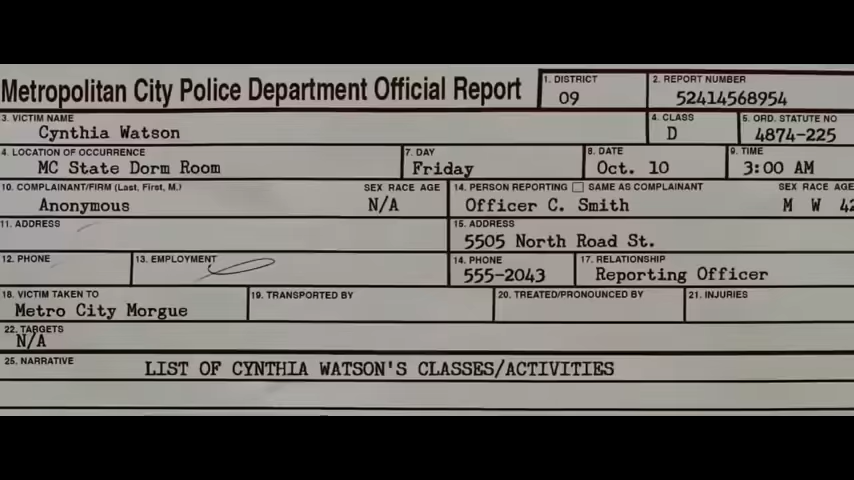 Metropolitan City Police Department Official Report
1. DISTRICT
09
2. REPORT NUMBER
52414568954
3. VICTIM NAME
Cynthia Watson
4. CLASS
D
5. ORD. STATUTE NO
4874-225
4. LOCATION OF OCCURRENCE
MC State Dorm Room
7. DAY
Friday
8. DATE
Oct. 10
9. TIME
3:00 AM
10. COMPLAINANT/FIRM (Last, First, M.)
Anonymous
SEX RACE AGE
N/A
14. PERSON REPORTING SAME AS COMPLAINANT
Officer C. Smith
SEX RACE AGE
M W 42
11. ADDRESS
15. ADDRESS
5505 North Road St.
12. PHONE
13. EMPLOYMENT
14. PHONE
555-2043
17. RELATIONSHIP
Reporting Officer
18. VICTIM TAKEN TO
Metro City Morgue
19. TRANSPORTED BY
20. TREATED/PRONOUNCED BY
21. INJURIES
22. TARGETS
N/A
25. NARRATIVE
LIST OF CYNTHIA WATSON'S CLASSES/ACTIVITIES